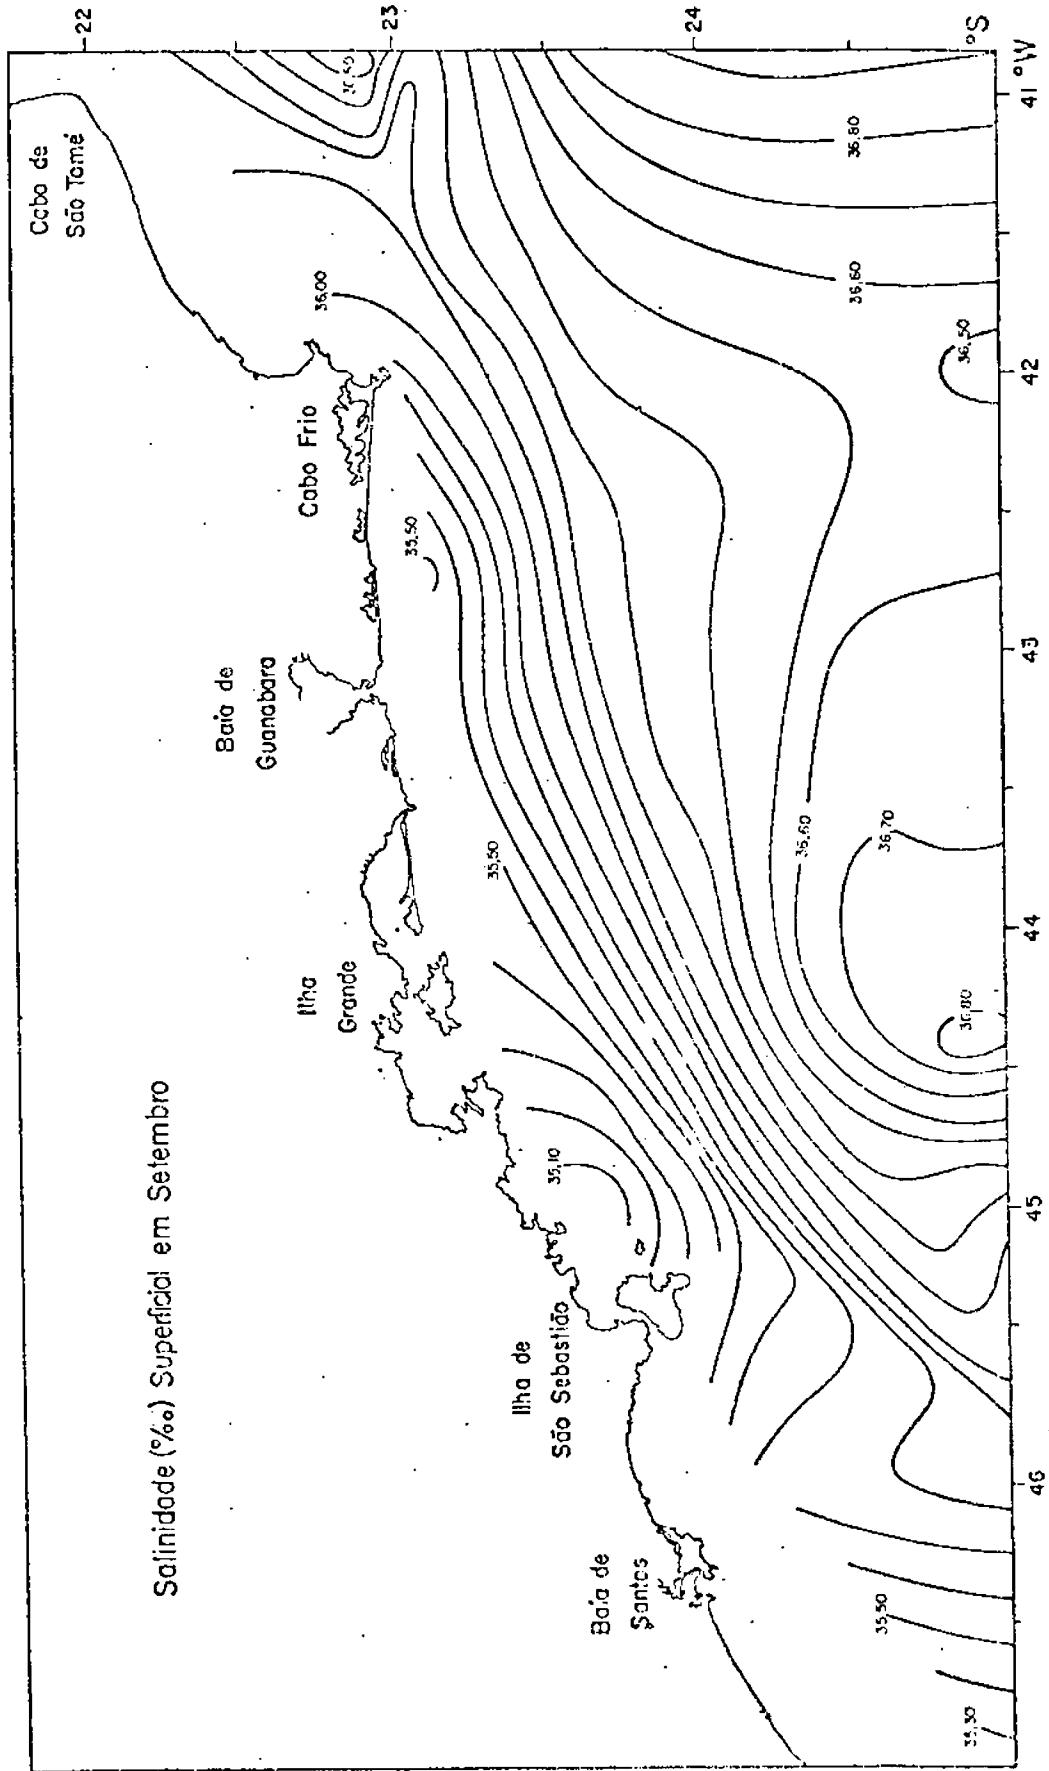 Salinidade (‰) Superficial em Setembro
Cabo de
São Tomé
Cabo Frio
Baía de
Guanabara
Ilha
Grande
Ilha de
São Sebastião
Baía de
Santos
36,00
35,50
35,50
35,10
35,50
35,30
36,60
36,70
36,80
36,50
36,60
36,80
22
23
24
°S
41 °W
42
43
44
45
46